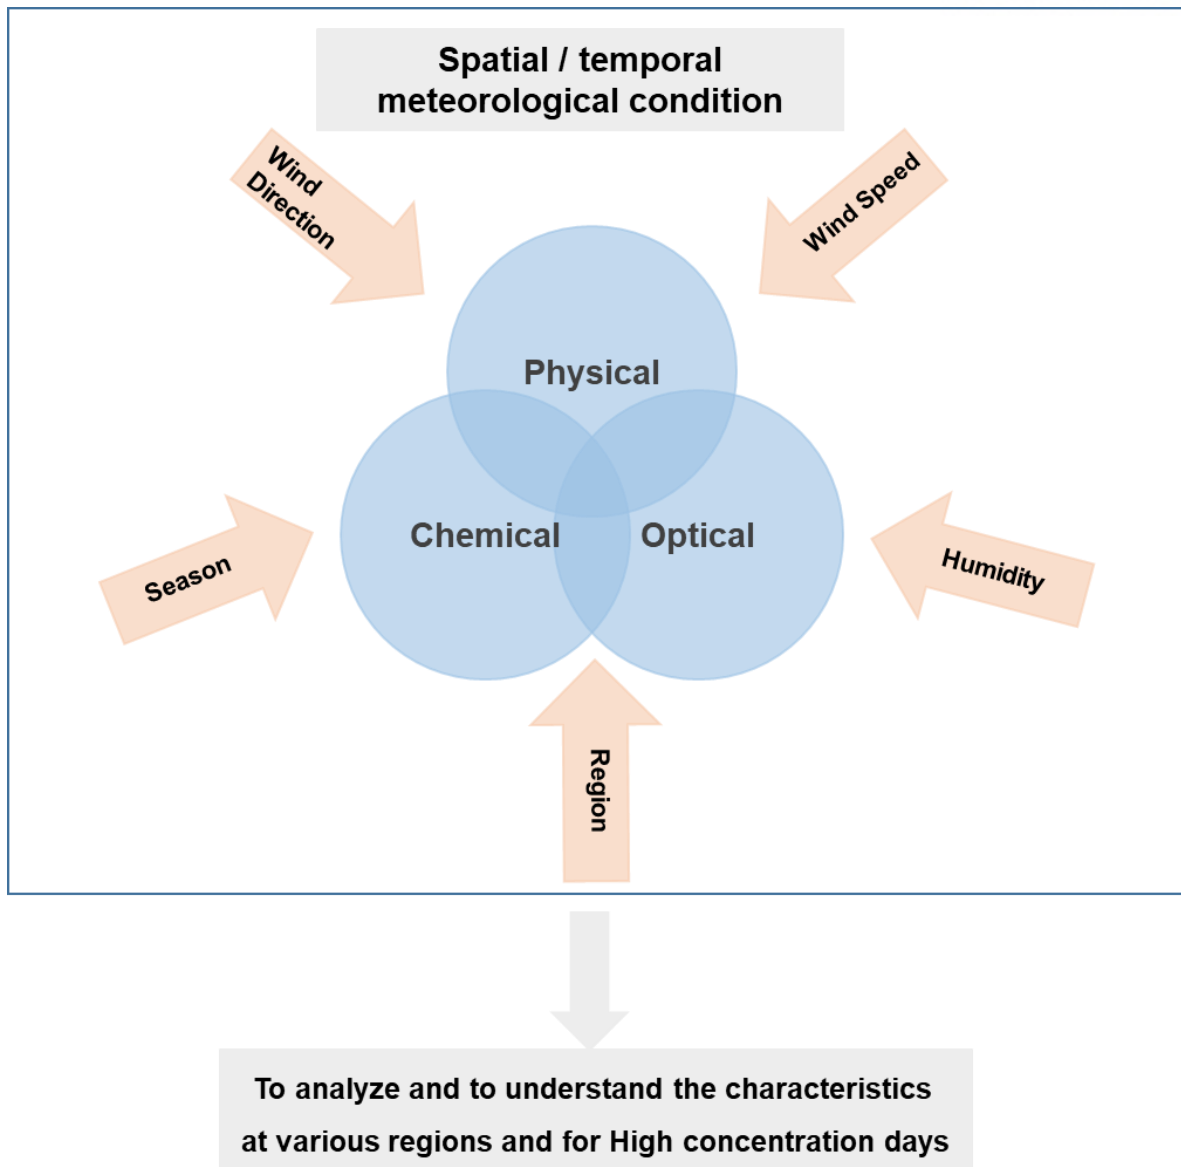 Spatial / temporal
meteorological condition
Wind
Direction
Wind Speed
Physical
Chemical
Optical
Season
Humidity
Region
To analyze and to understand the characteristics
at various regions and for High concentration days